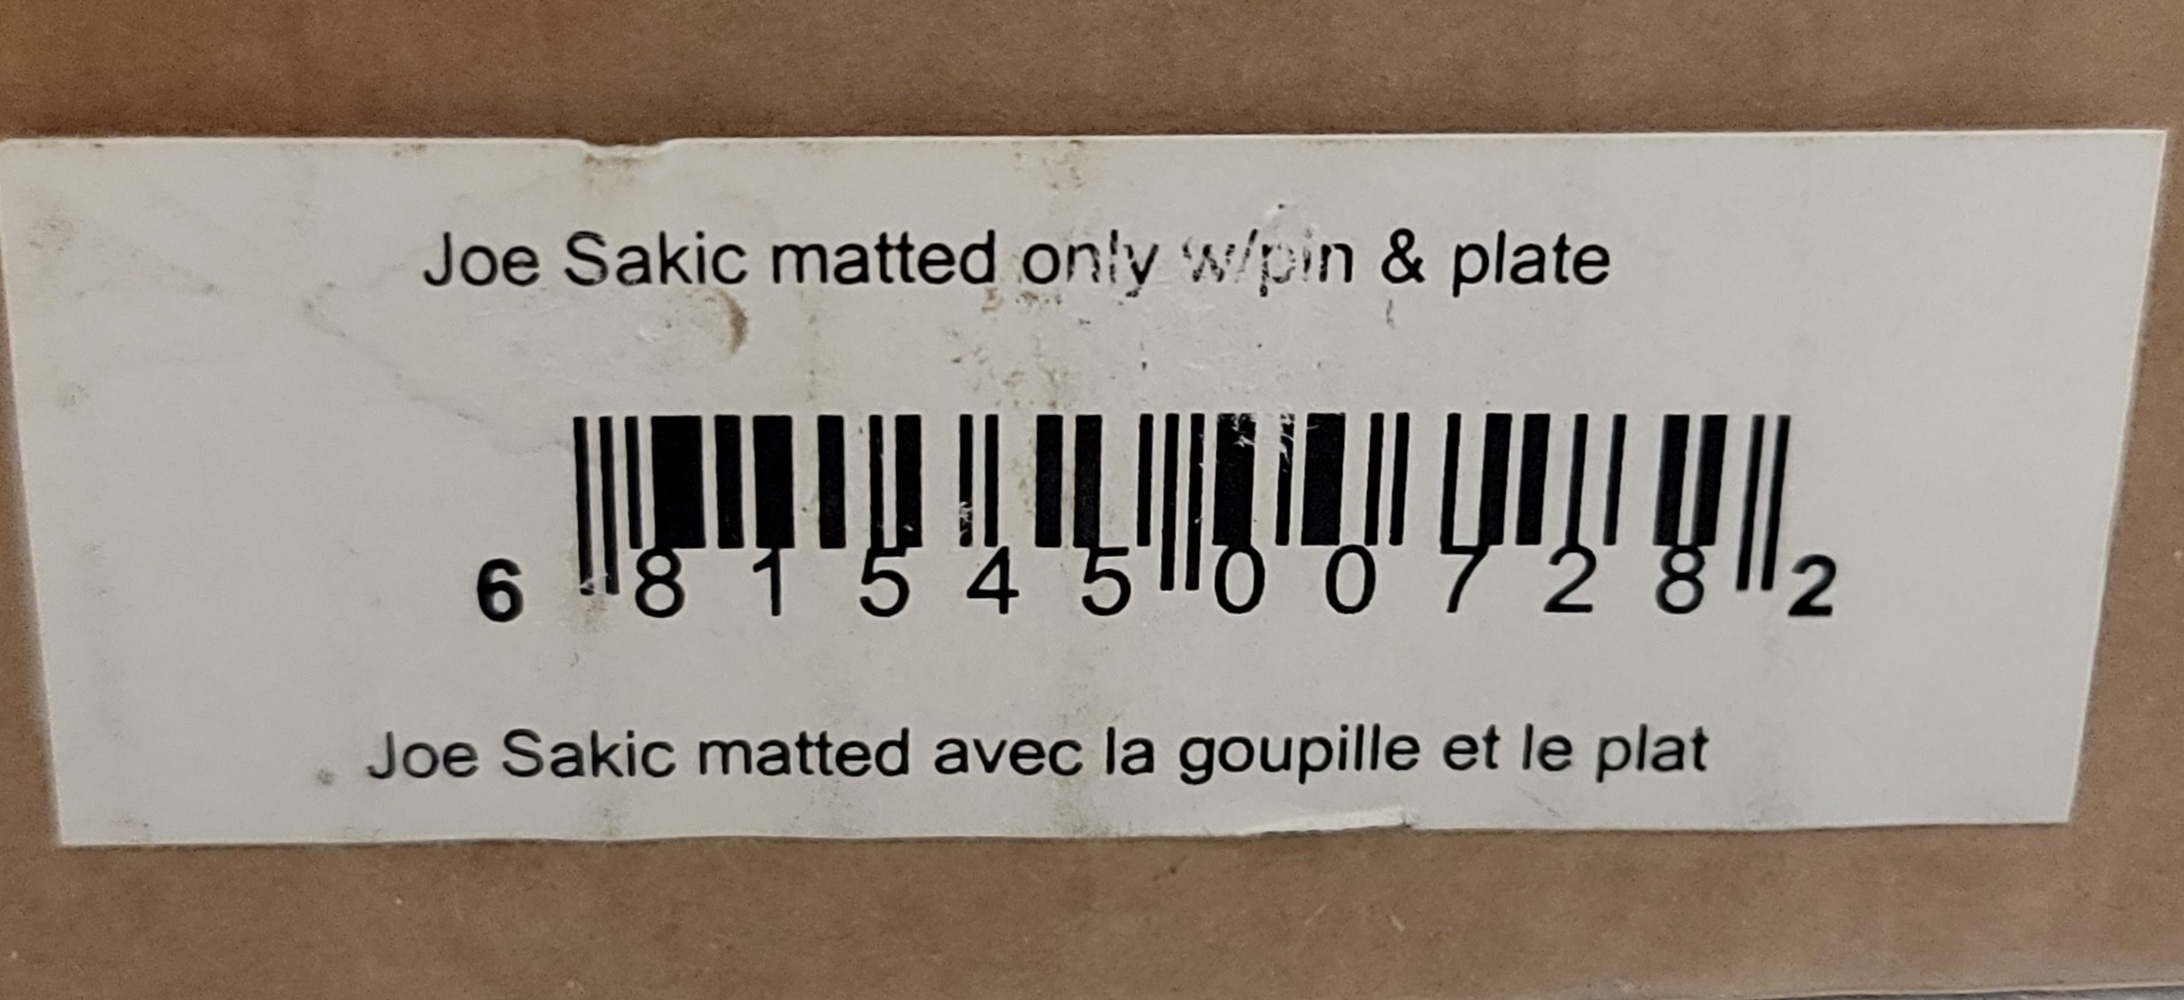 Joe Sakic matted only w/pin & plate
6 81545 00728 2
Joe Sakic matted avec la goupille et le plat